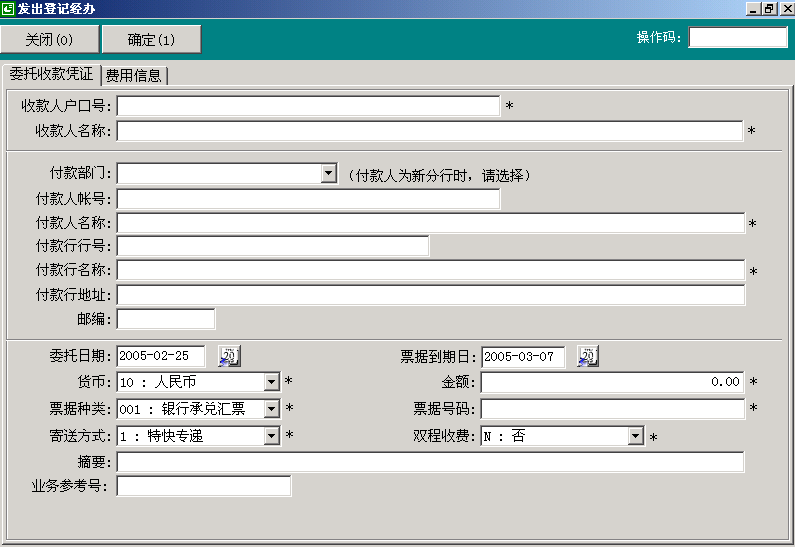 发出登记经办
关闭(0) 确定(1) 操作码:
委托收款凭证 费用信息
收款人户口号: *
收款人名称: *
付款部门: (付款人为新分行时, 请选择)
付款人帐号:
付款人名称: *
付款行行号:
付款行名称: *
付款行地址:
邮编:
委托日期: 2005-02-25 票据到期日: 2005-03-07
货币: 10 : 人民币 * 金额: 0.00 *
票据种类: 001 : 银行承兑汇票 * 票据号码: *
寄送方式: 1 : 特快专递 * 双程收费: N : 否 *
摘要:
业务参考号: